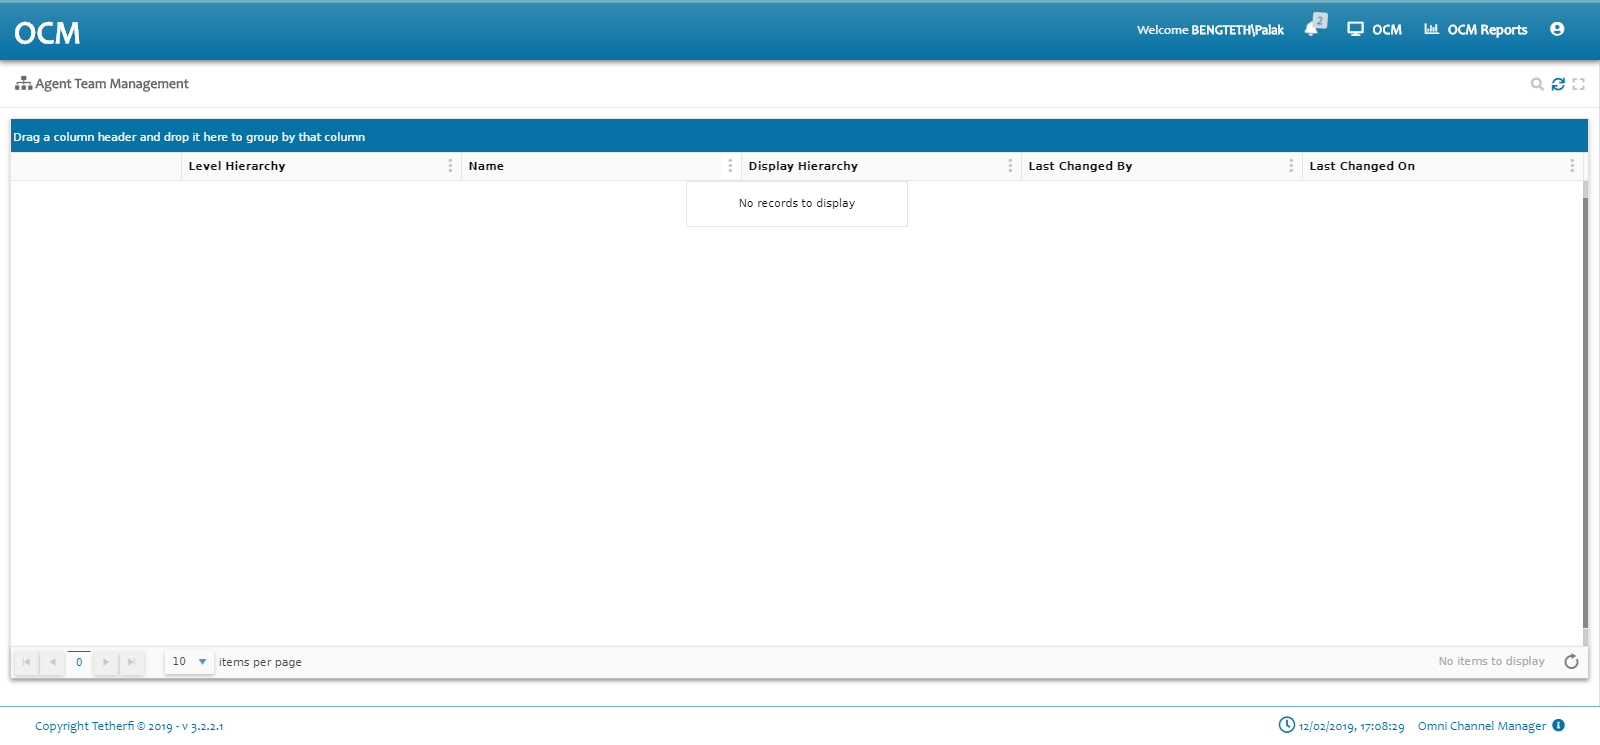 OCM
Welcome BENGTETH\Palak 2 OCM OCM Reports
Agent Team Management
Drag a column header and drop it here to group by that column
Level Hierarchy Name Display Hierarchy Last Changed By Last Changed On
No records to display
0 10 items per page No items to display
Copyright Tetherfi © 2019 - v 3.2.2.1 12/02/2019, 17:08:29 Omni Channel Manager